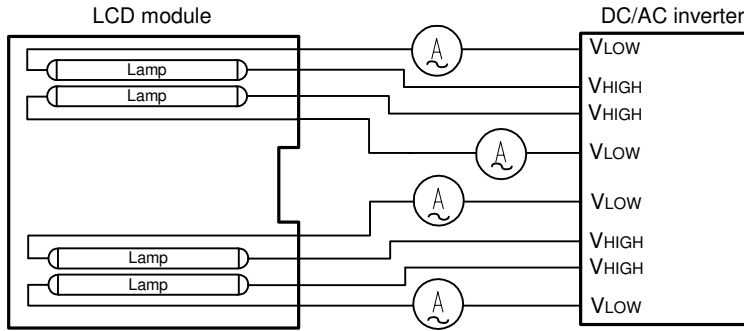 LCD module
DC/AC inverter
A
VLOW
Lamp
VHIGH
Lamp
VHIGH
A
VLOW
A
VLOW
VHIGH
Lamp
VHIGH
Lamp
A
VLOW